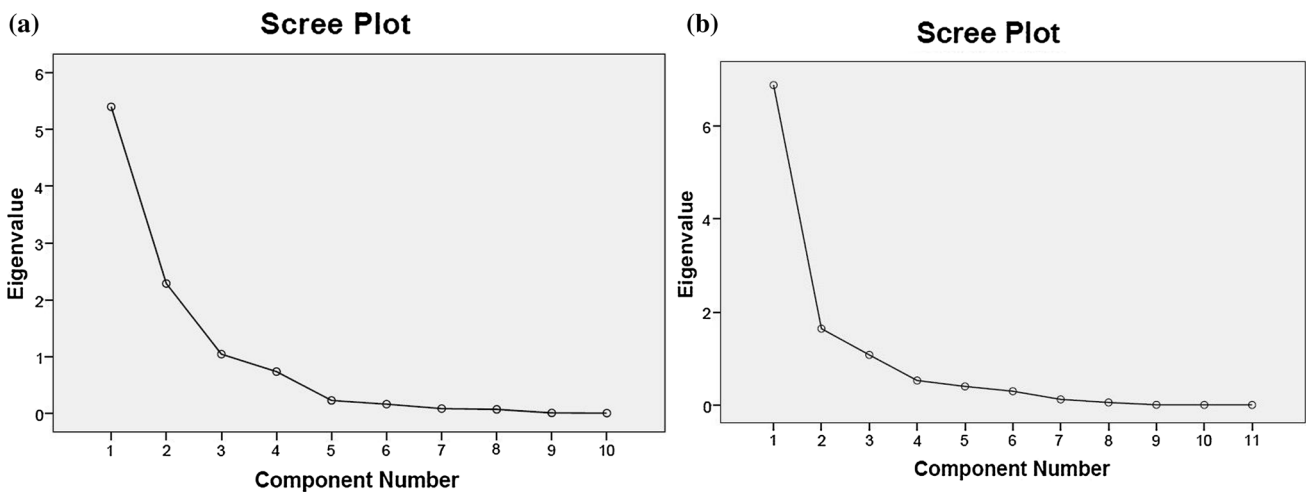 (a)
Scree Plot
6
5
4
3
2
1
0
Eigenvalue
1 2 3 4 5 6 7 8 9 10
Component Number
(b)
Scree Plot
6
4
2
0
Eigenvalue
1 2 3 4 5 6 7 8 9 10 11
Component Number